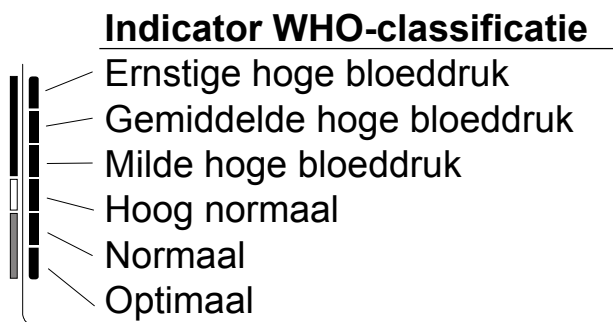 Indicator WHO-classificatie
Ernstige hoge bloeddruk
Gemiddelde hoge bloeddruk
Milde hoge bloeddruk
Hoog normaal
Normaal
Optimaal